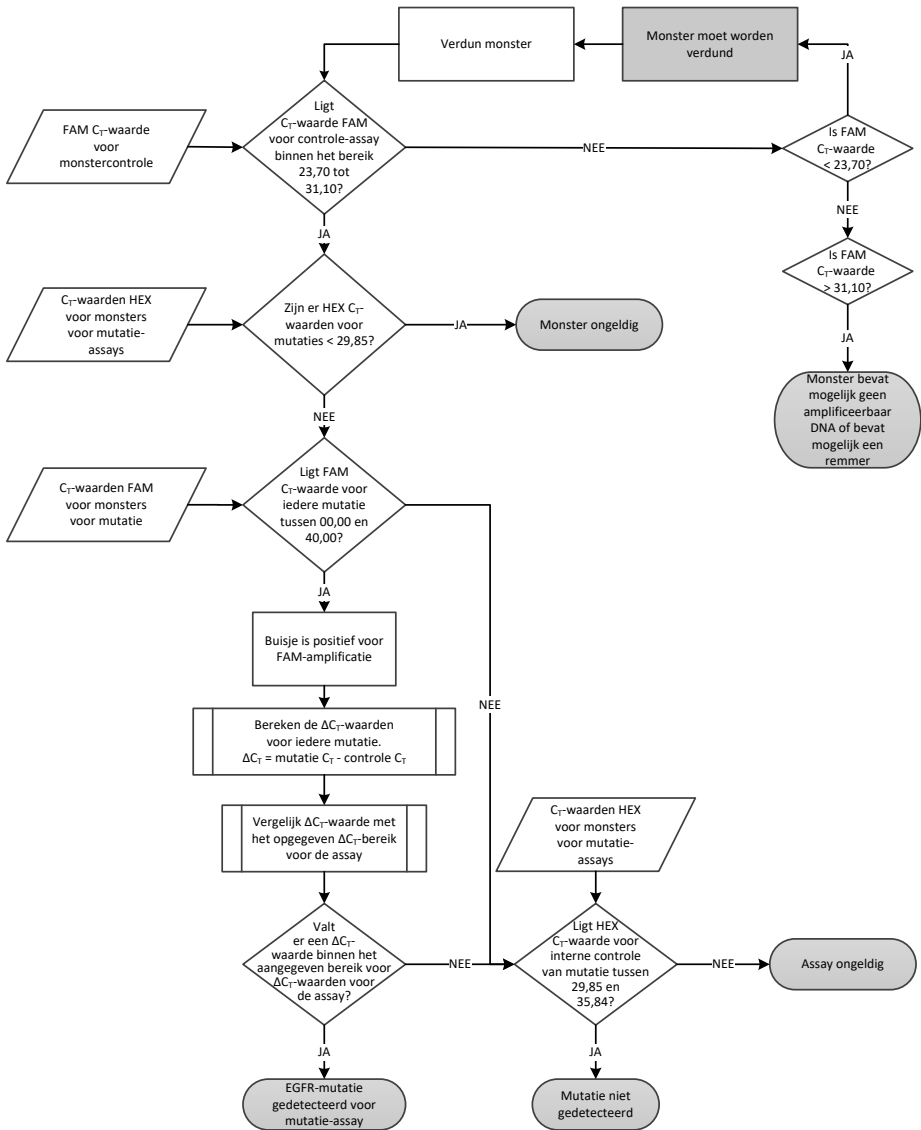 Verdun monster
Monster moet worden
verdund
JA
FAM CT-waarde
voor
monstercontrole
Ligt
CT-waarde FAM
voor controle-assay
binnen het bereik
23,70 tot
31,10?
NEE
Is FAM
CT-waarde
< 23,70?
JA
NEE
CT-waarden HEX
voor monsters
voor mutatie-
assays
Zijn er HEX CT-
waarden voor
mutaties < 29,85?
JA
Monster ongeldig
Is FAM
CT-waarde
> 31,10?
JA
NEE
Monster bevat
mogelijk geen
amplificeerbaar
DNA of bevat
mogelijk een
remmer
CT-waarden FAM
voor monsters
voor mutatie
Ligt FAM
CT-waarde voor
iedere mutatie
tussen 00,00 en
40,00?
JA
Buisje is positief voor
FAM-amplificatie
NEE
Bereken de ΔCT-waarden
voor iedere mutatie.
ΔCT = mutatie CT - controle CT
Vergelijk ΔCT-waarde met
het opgegeven ΔCT-bereik
voor de assay
CT-waarden HEX
voor monsters
voor mutatie-
assays
Valt
er een ΔCT-
waarde binnen het
aangegeven bereik voor
ΔCT-waarden voor
de assay?
NEE
Ligt HEX
CT-waarde voor
interne controle
van mutatie tussen
29,85 en
35,84?
NEE
Assay ongeldig
JA
JA
EGFR-mutatie
gedetecteerd voor
mutatie-assay
Mutatie niet
gedetecteerd